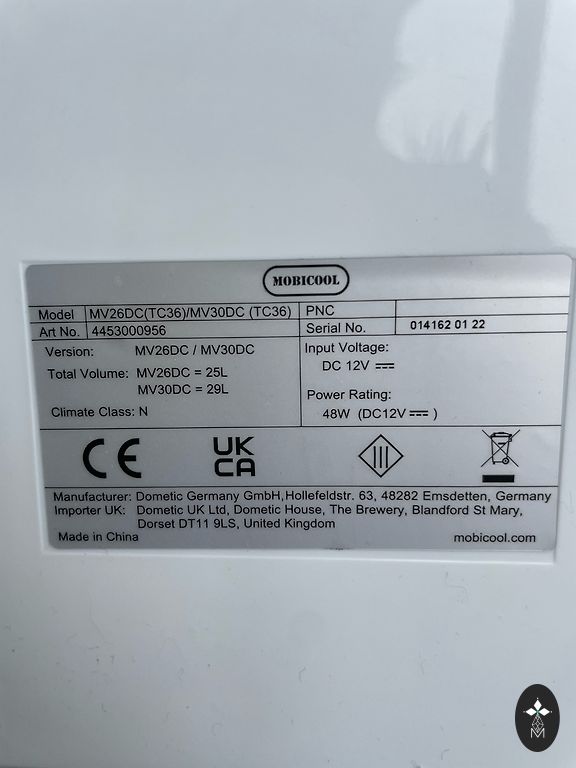 MOBICOOL
Model MV26DC(TC36)/MV30DC (TC36) PNC
Art No. 4453000956 Serial No. 014162 01 22
Version: MV26DC / MV30DC
Total Volume: MV26DC = 25L
MV30DC = 29L
Climate Class: N
Input Voltage:
DC 12V ⎓
Power Rating:
48W (DC12V ⎓ )
CE
UK
CA
III
Manufacturer: Dometic Germany GmbH,Hollefeldstr. 63, 48282 Emsdetten, Germany
Importer UK: Dometic UK Ltd, Dometic House, The Brewery, Blandford St Mary,
Dorset DT11 9LS, United Kingdom
Made in China mobicool.com
M